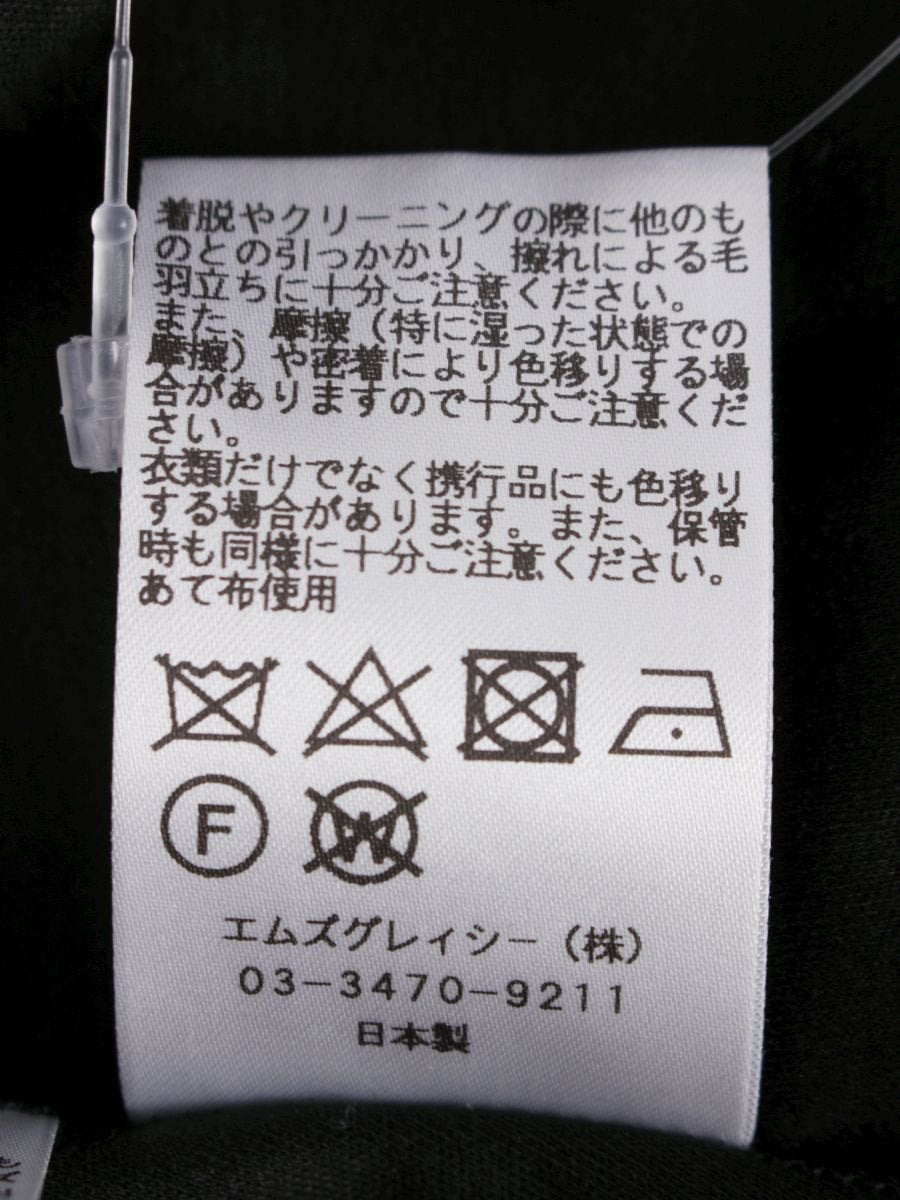 着脱やクリーニングの際に他のも
のとの引っかかり、擦れによる毛
羽立ちに十分ご注意ください。
また、摩擦（特に湿った状態での
摩擦）や密着により色移りする場
合がありますので十分ご注意くだ
さい。
衣類だけでなく携行品にも色移り
する場合があります。また、保管
時も同様に十分ご注意ください。
あて布使用
F
W
エムズグレィシー（株）
03-3470-9211
日本製